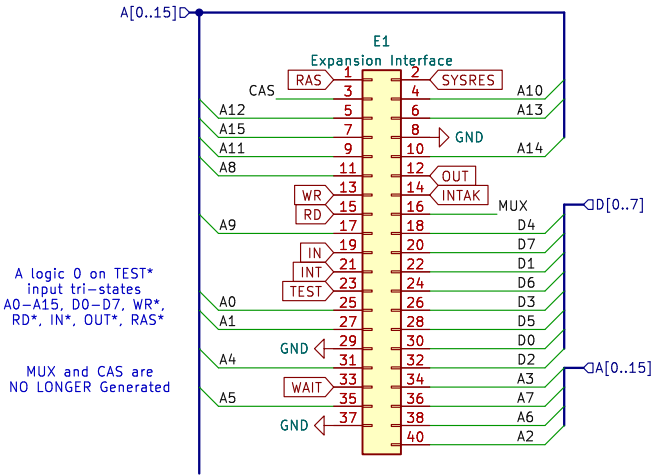 A[0..15]
E1
Expansion Interface
RAS 1 2 SYSRES
CAS 3 4 A10
A12 5 6 A13
A15 7 8 GND
A11 9 10 A14
A8 11 12 OUT
WR 13 14 INTAK
RD 15 16 MUX
D[0..7]
A9 17 18 D4
IN 19 20 D7
INT 21 22 D1
TEST 23 24 D6
A0 25 26 D3
A1 27 28 D5
GND 29 30 D0
A4 31 32 D2
A[0..15]
WAIT 33 34 A3
A5 35 36 A7
GND 37 38 A6
40 A2
A logic 0 on TEST*
input tri-states
A0-A15, D0-D7, WR*,
RD*, IN*, OUT*, RAS*
MUX and CAS are
NO LONGER Generated